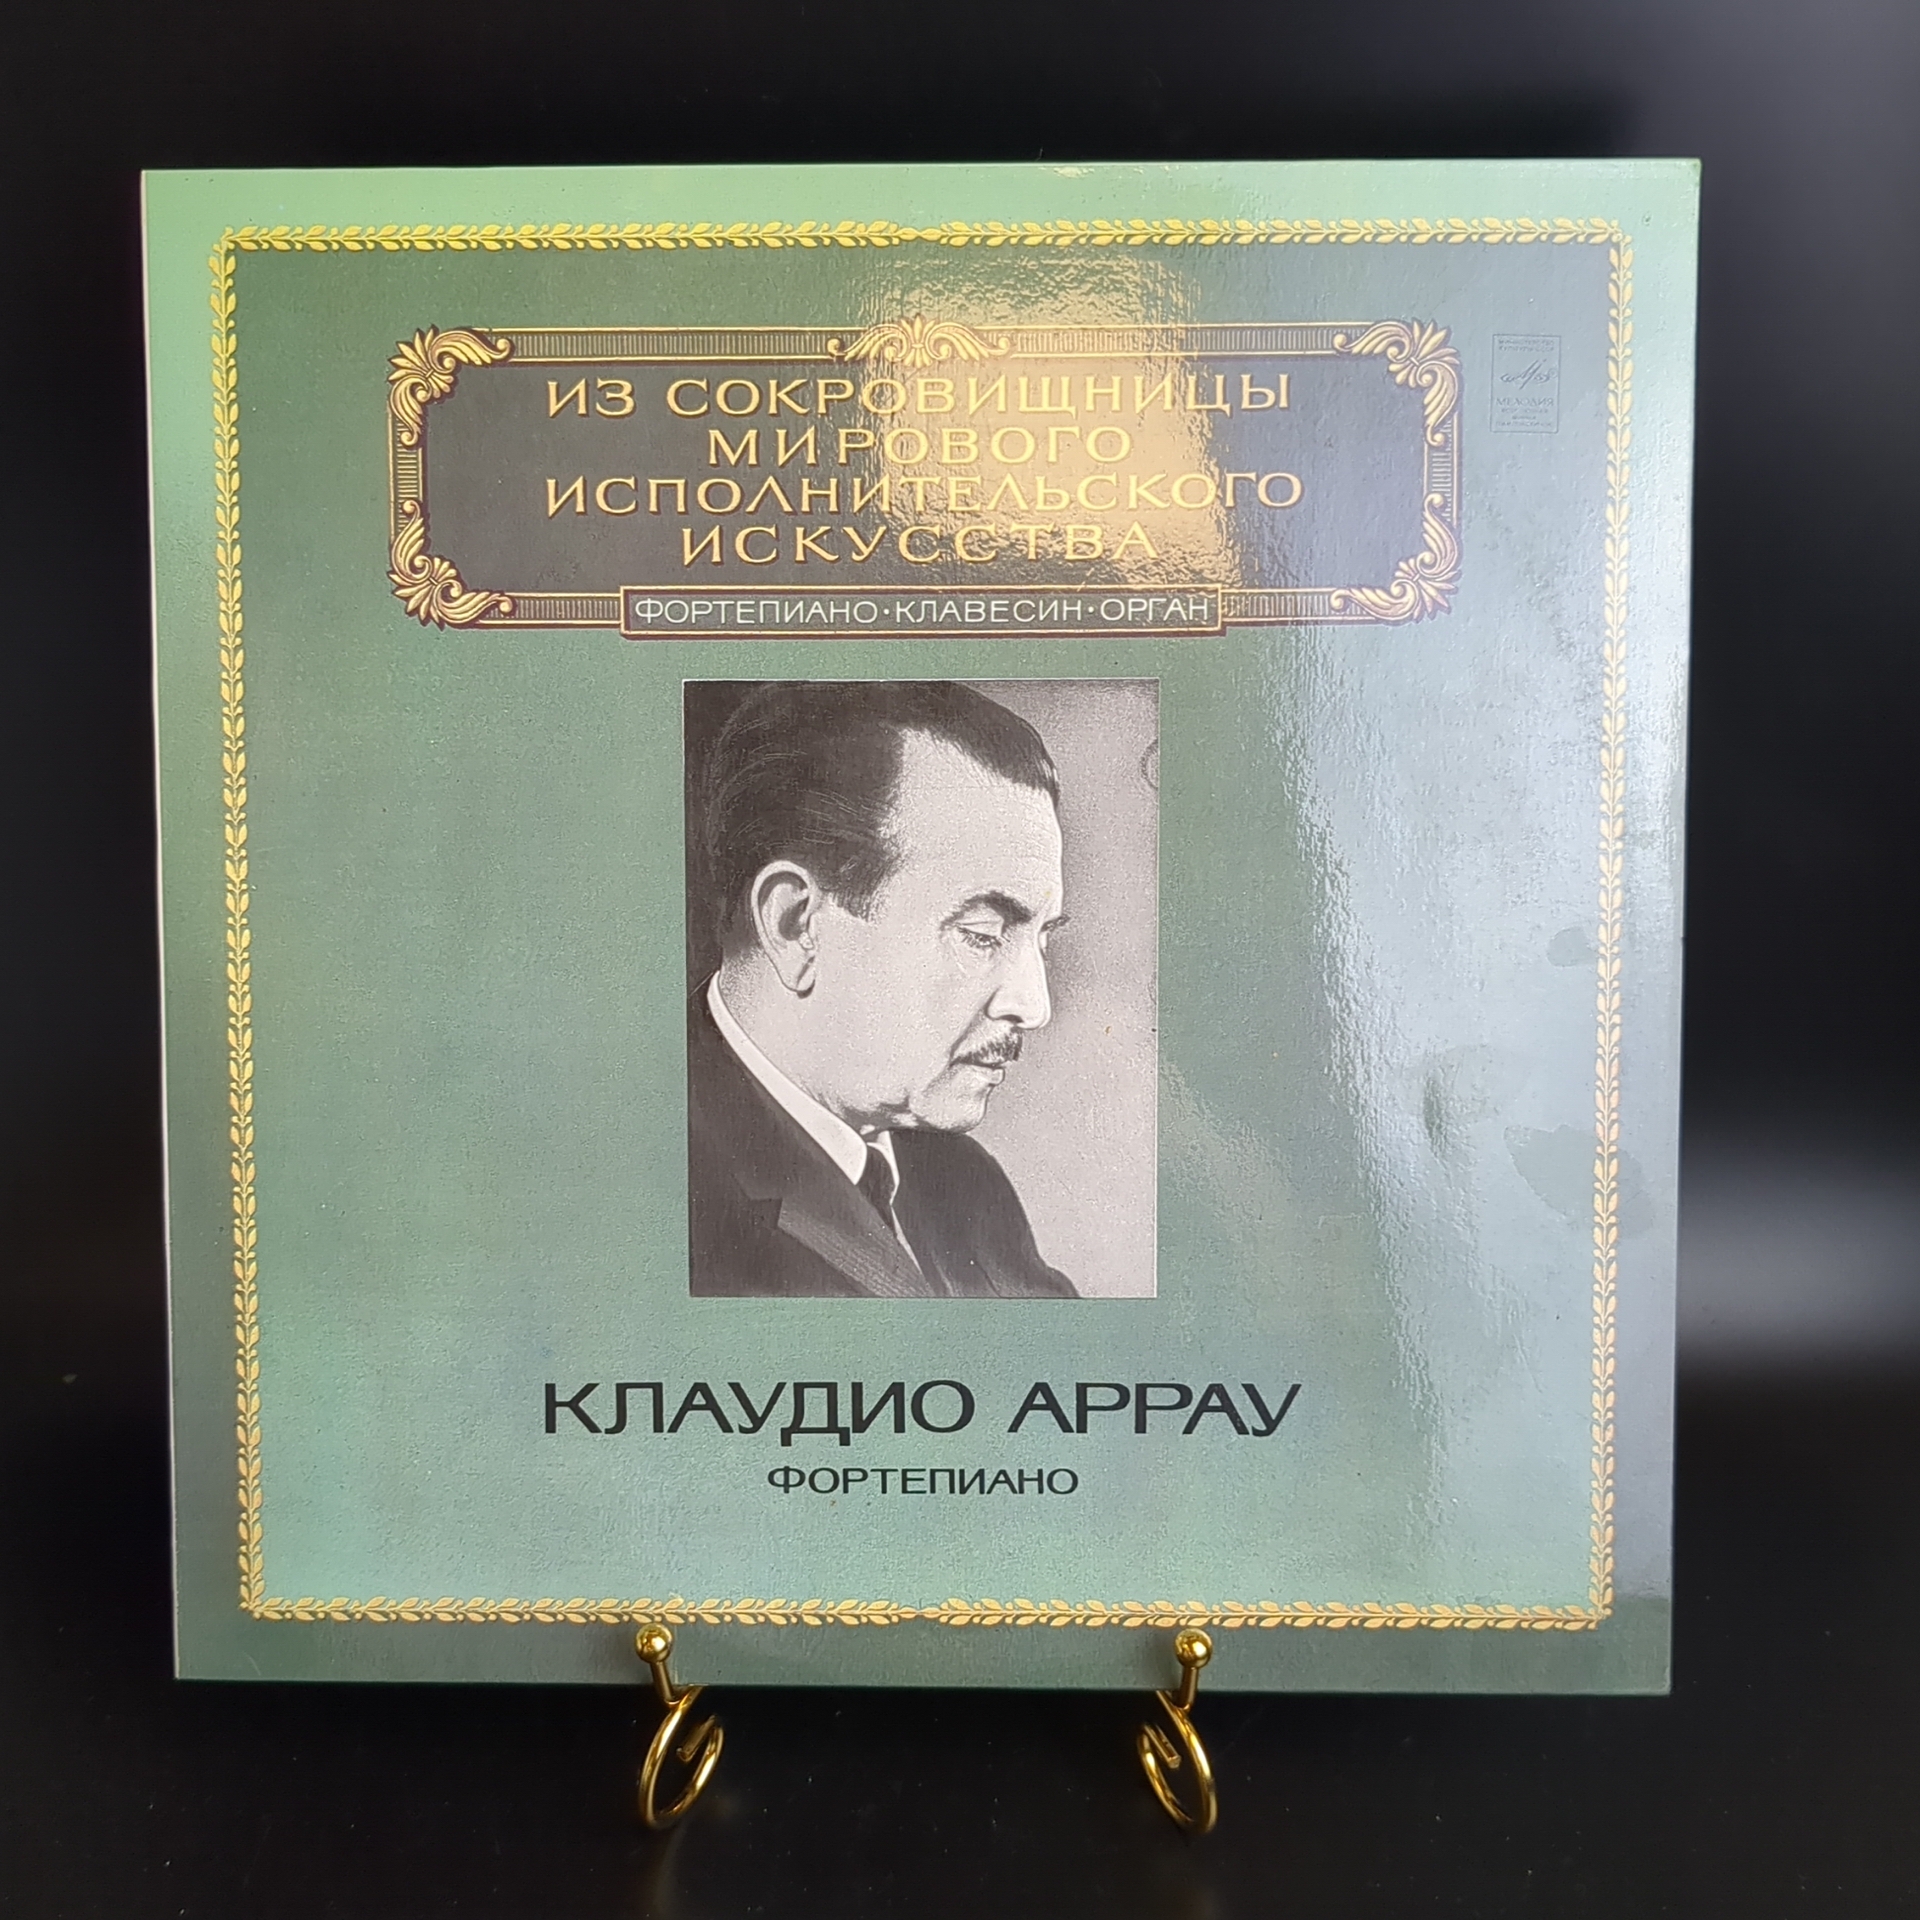 ИЗ СОКРОВИЩНИЦЫ
МИРОВОГО
ИСПОЛНИТЕЛЬСКОГО
ИСКУССТВА
ФОРТЕПИАНО·КЛАВЕСИН·ОРГАН
МЕЛОДИЯ
КЛАУДИО АРРАУ
ФОРТЕПИАНО